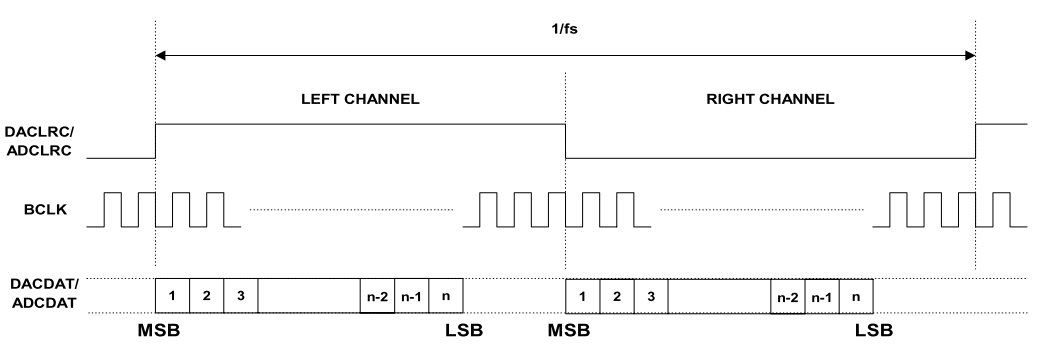 1/fs
LEFT CHANNEL
RIGHT CHANNEL
DACLRC/
ADCLRC
BCLK
DACDAT/
ADCDAT
1 2 3 n-2 n-1 n 1 2 3 n-2 n-1 n
MSB LSB MSB LSB